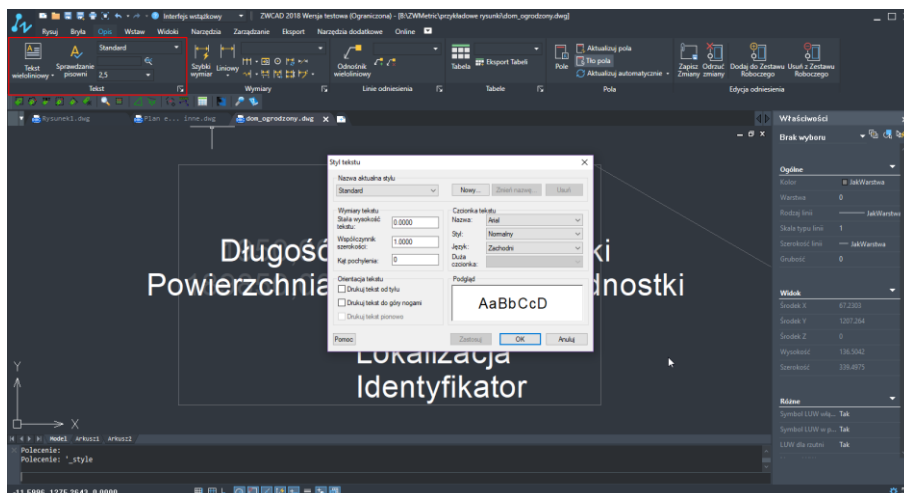 Interfejs wstążkowy
ZWCAD 2018 Wersja testowa (Ograniczona) - [B:\ZWMetric\przykładowe rysunki\dom_ogrodzony.dwg]
Rysuj Bryła Opis Wstaw Widoki Narzędzia Zarządzanie Eksport Narzędzia dodatkowe Online
Tekst wieloliniowy
Sprawdzanie pisowni
Standard
2,5
Tekst
Szybki wymiar
Liniowy
Wymiary
Odnośnik wieloliniowy
Linie odniesienia
Tabela
Eksport Tabeli
Tabele
Pole
Aktualizuj pola
Tło pola
Aktualizuj automatycznie
Pola
Zapisz Zmiany
Odrzuć zmiany
Dodaj do Zestawu Roboczego
Usuń z Zestawu Roboczego
Edycja odniesienia
Rysunek1.dwg
Plan e... inne.dwg
dom_ogrodzony.dwg
Styl tekstu
Nazwa aktualna stylu
Standard
Nowy...
Zmień nazwę...
Usuń
Wymiary tekstu
Stała wysokość tekstu:
0.0000
Współczynnik szerokości:
1.0000
Kąt pochylenia:
0
Czcionka tekstu
Nazwa: Arial
Styl: Normalny
Język: Zachodni
Duża czcionka:
Orientacja tekstu
Drukuj tekst od tyłu
Drukuj tekst do góry nogami
Drukuj tekst pionowe
Podgląd
AaBbCcD
Pomoc
Zastosuj
OK
Anuluj
Długość
ki
Powierzchnia
dnostki
Lokalizacja
Identyfikator
Y
X
Właściwości
Brak wyboru
Ogólne
Kolor JakWarstwa
Warstwa 0
Rodzaj linii JakWarstwa
Skala typu linii 1
Szerokość linii JakWarstwa
Grubość 0
Widok
Środek X 67.2303
Środek Y 1207.264
Środek Z 0
Wysokość 136.5042
Szerokość 339.4975
Różne
Symbol LUW włą... Tak
Symbol LUW w p... Tak
LUW dla rzutni Tak
Model Arkusz1 Arkusz2
Polecenie:
Polecenie: '_style